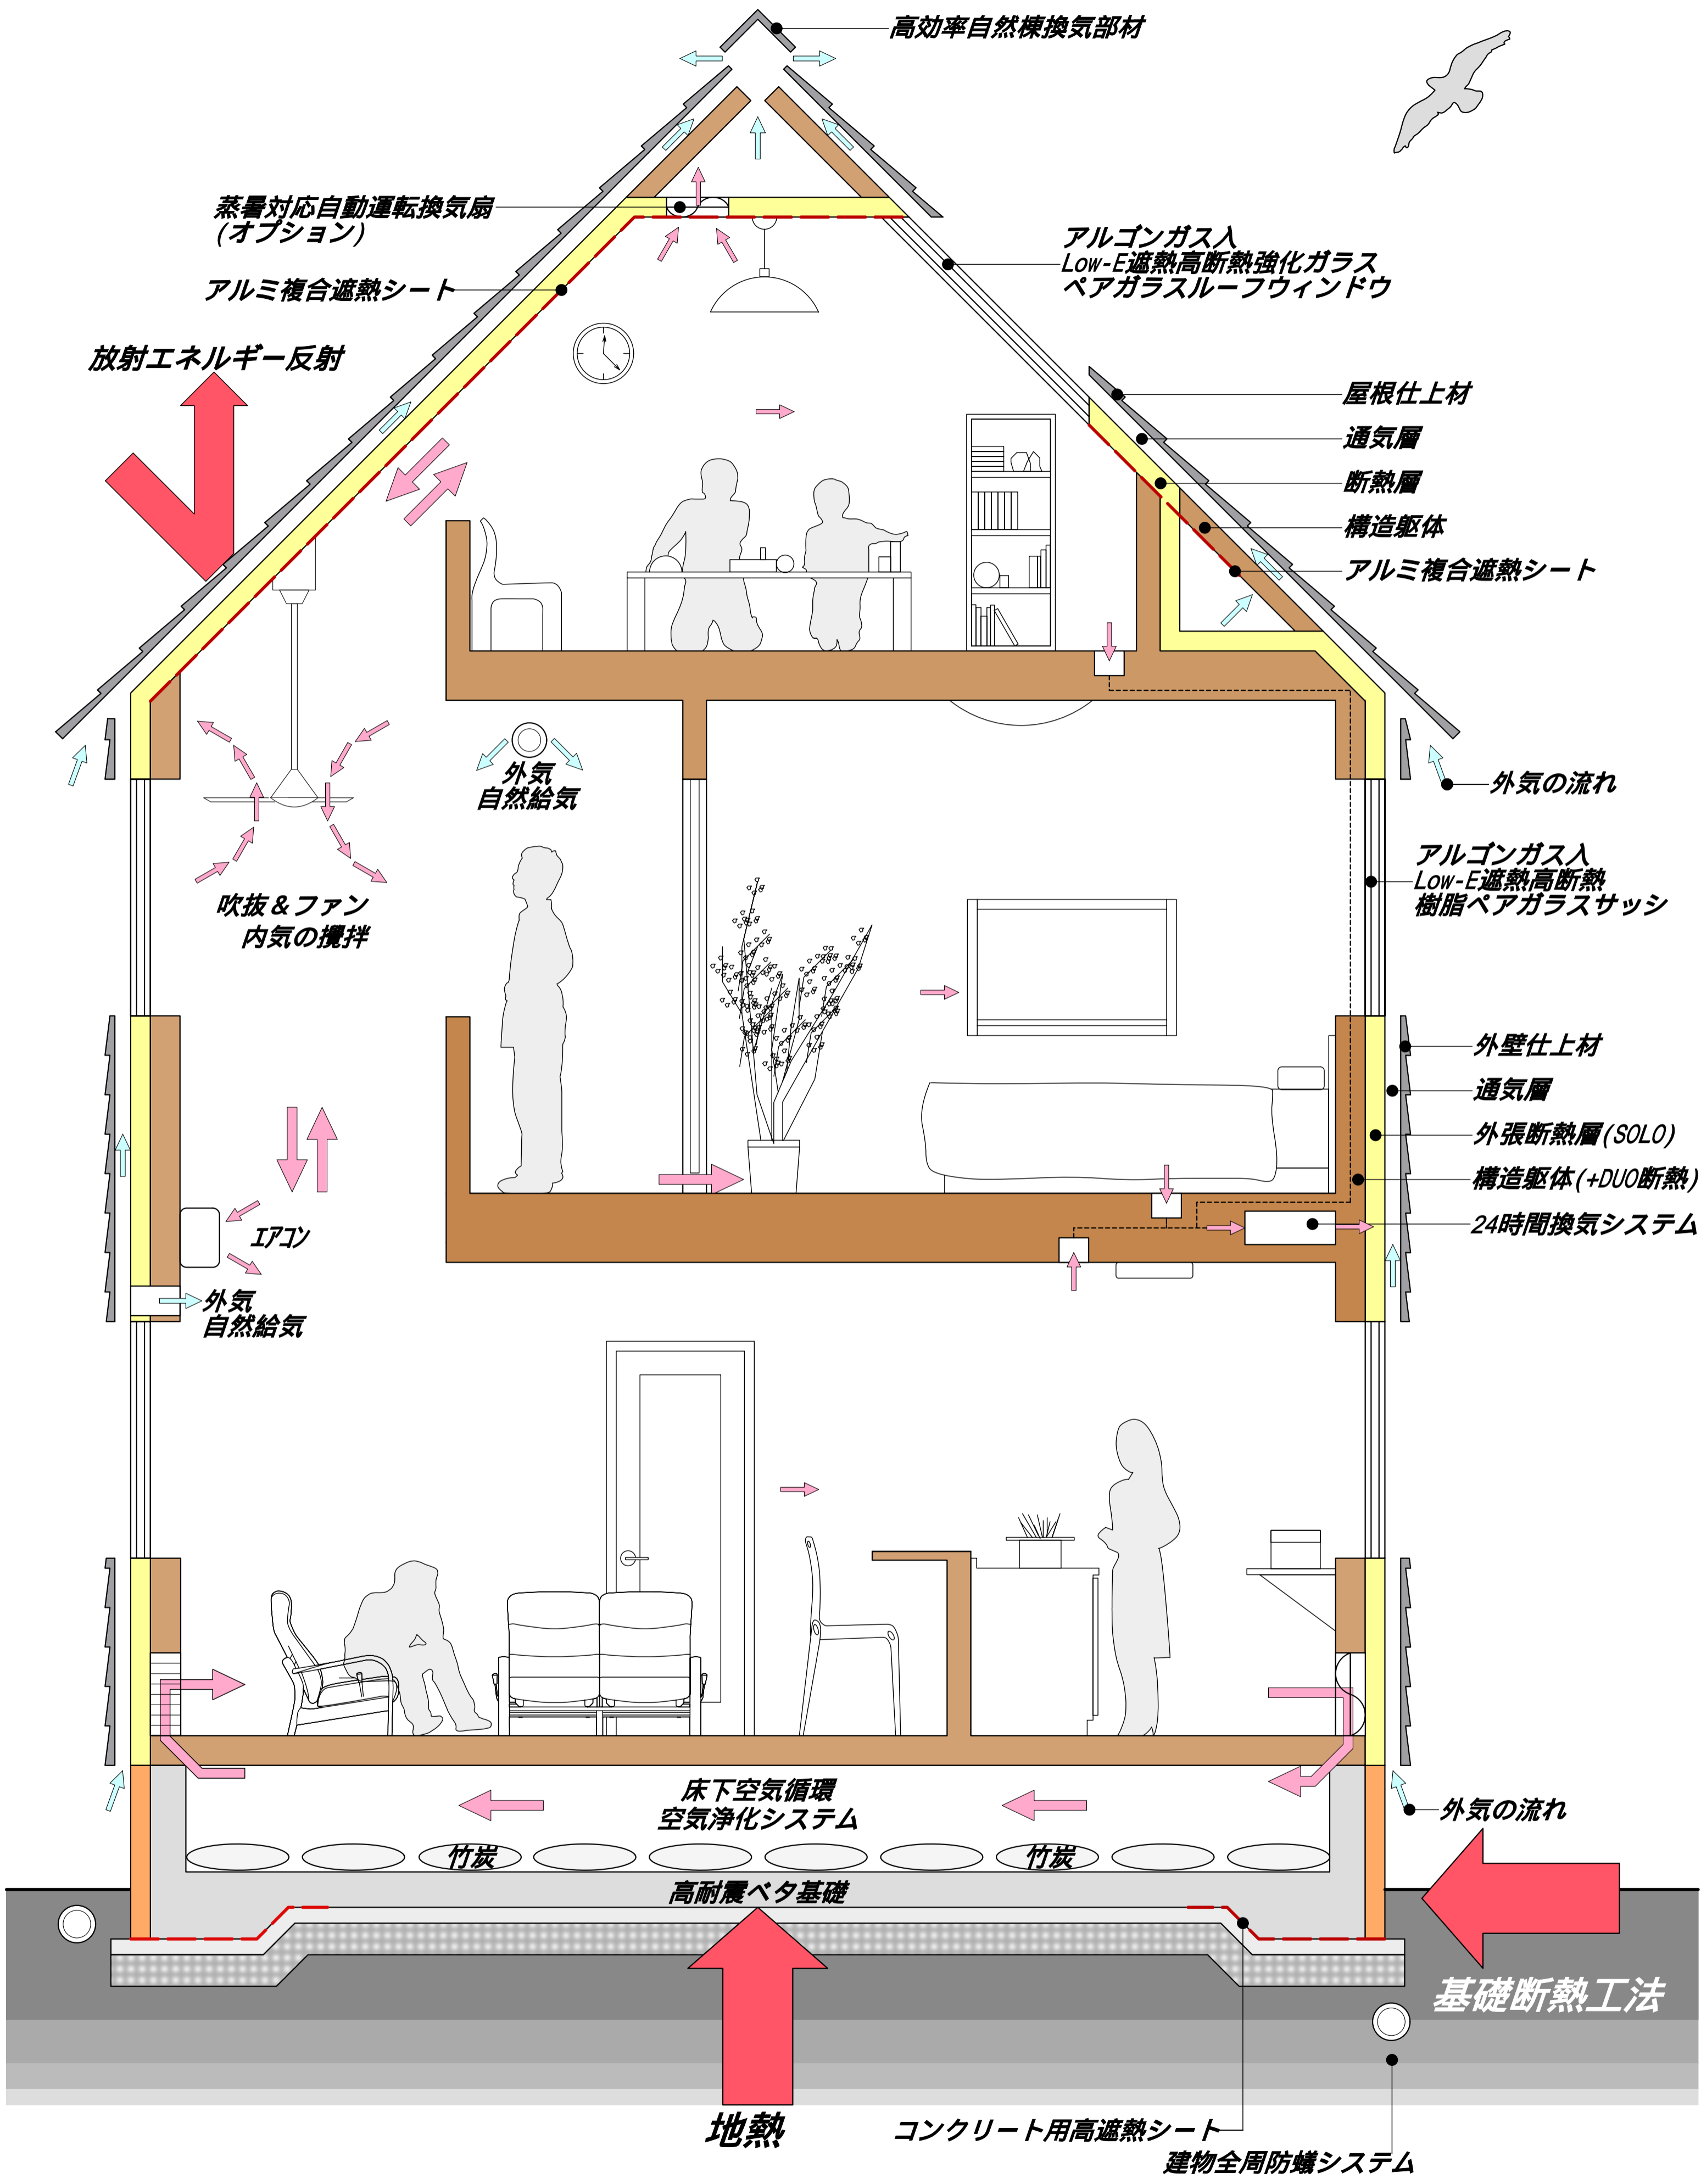 高効率自然棟換気部材
蒸暑対応自動運転換気扇
(オプション)
アルゴンガス入
Low-E遮熱高断熱強化ガラス
ペアガラスルーフウィンドウ
アルミ複合遮熱シート
放射エネルギー反射
屋根仕上材
通気層
断熱層
構造躯体
アルミ複合遮熱シート
外気
自然給気
外気の流れ
アルゴンガス入
Low-E遮熱高断熱
樹脂ペアガラスサッシ
吹抜&ファン
内気の攪拌
外壁仕上材
通気層
外張断熱層(SOLO)
構造躯体(+DUO断熱)
24時間換気システム
エアコン
外気
自然給気
床下空気循環
空気浄化システム
外気の流れ
竹炭
竹炭
高耐震ベタ基礎
基礎断熱工法
地熱
コンクリート用高遮熱シート
建物全周防蟻システム